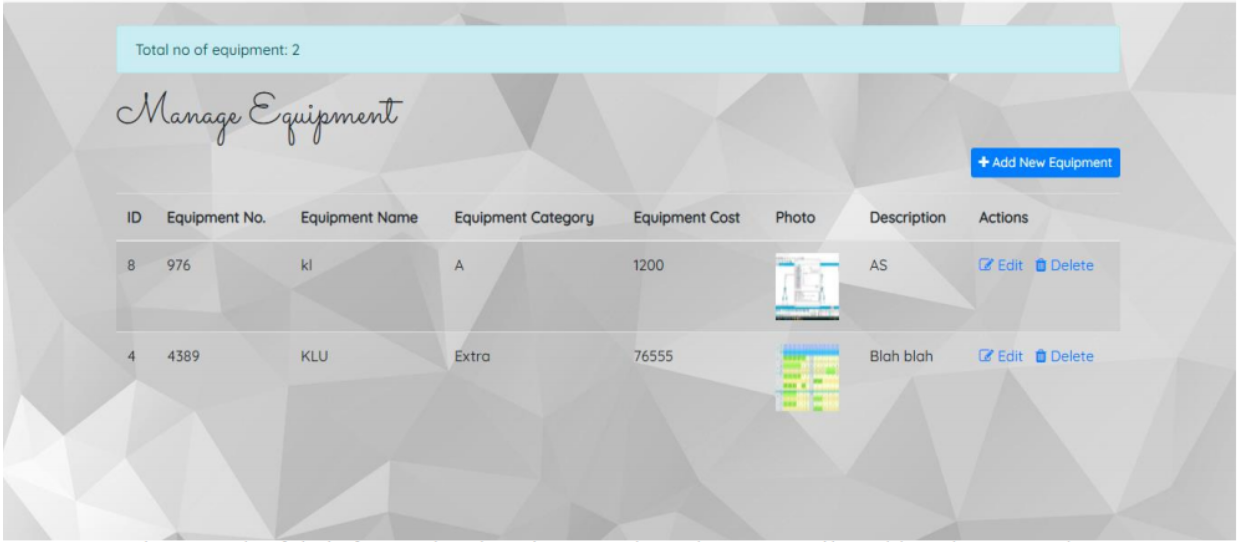 Total no of equipment: 2
Manage Equipment
Add New Equipment
ID Equipment No. Equipment Name Equipment Category Equipment Cost Photo Description Actions
8 976 kl A 1200 AS Edit Delete
4 4389 KLU Extra 76555 Blah blah Edit Delete